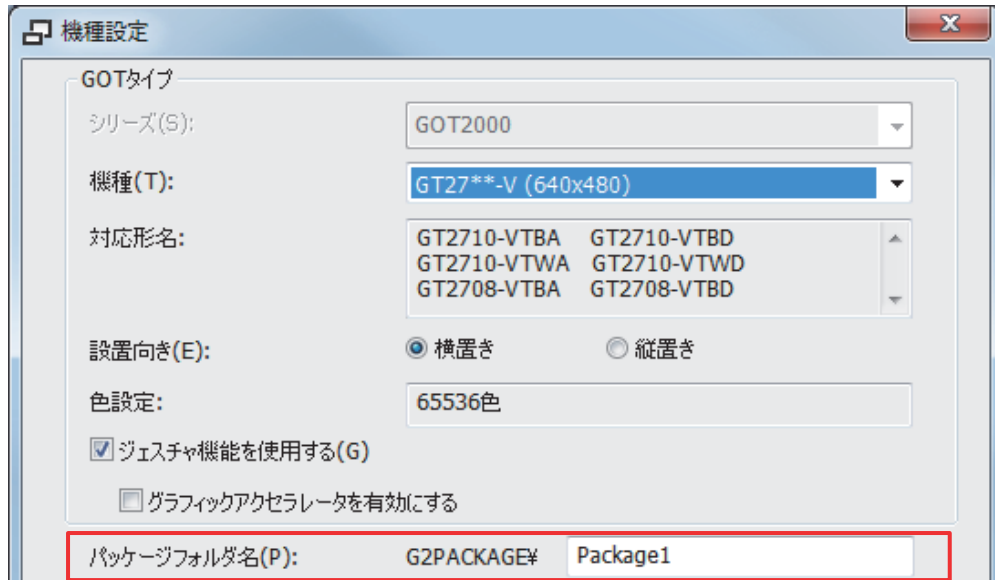 機種設定
GOTタイプ
シリーズ(S): GOT2000
機種(T): GT27**-V (640x480)
対応形名: GT2710-VTBA GT2710-VTBD
GT2710-VTWA GT2710-VTWD
GT2708-VTBA GT2708-VTBD
設置向き(E): 横置き 縦置き
色設定: 65536色
ジェスチャ機能を使用する(G)
グラフィックアクセラレータを有効にする
パッケージフォルダ名(P): G2PACKAGE¥ Package1